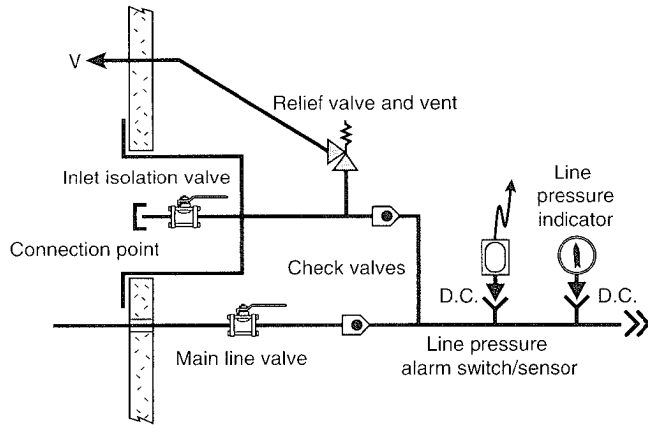 V
Relief valve and vent
Inlet isolation valve
Line
pressure
indicator
Connection point
Check valves
D.C.
D.C.
Main line valve
Line pressure
alarm switch/sensor